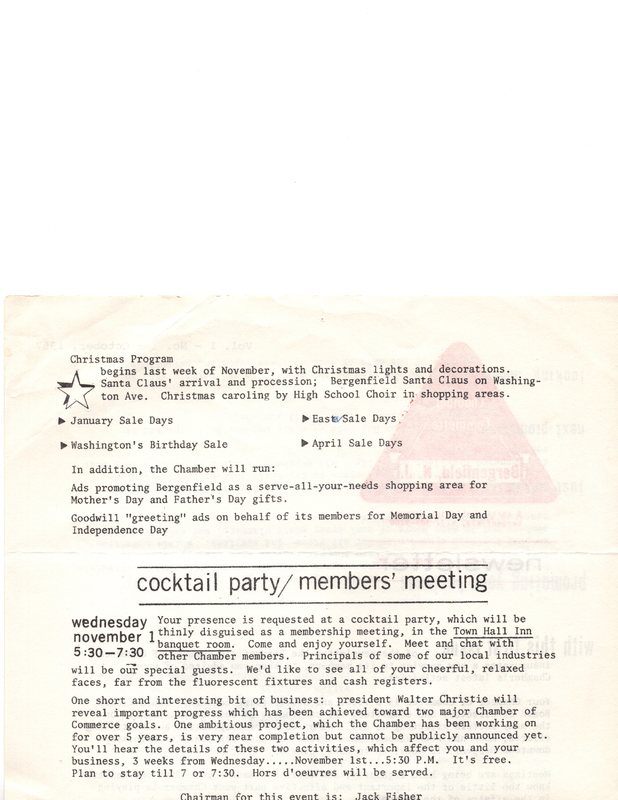 Vol. 1 - No. 1 - October, 1967
Christmas Program
begins last week of November, with Christmas lights and decorations.
Santa Claus' arrival and procession; Bergenfield Santa Claus on Washing-
ton Ave. Christmas caroling by High School Choir in shopping areas.
▶ January Sale Days
▶ Easter Sale Days
▶ Washington's Birthday Sale
▶ April Sale Days
Bergenfield, N. J.
In addition, the Chamber will run:
Ads promoting Bergenfield as a serve-all-your-needs shopping area for
Mother's Day and Father's Day gifts.
Goodwill "greeting" ads on behalf of its members for Memorial Day and
Independence Day
newsletter
cocktail party/members' meeting
wednesday
november 1
5:30—7:30
Your presence is requested at a cocktail party, which will be
thinly disguised as a membership meeting, in the Town Hall Inn
banquet room. Come and enjoy yourself. Meet and chat with
other Chamber members. Principals of some of our local industries
will be our special guests. We'd like to see all of your cheerful, relaxed
faces, far from the fluorescent fixtures and cash registers.
with this
One short and interesting bit of business: president Walter Christie will
reveal important progress which has been achieved toward two major Chamber of
Commerce goals. One ambitious project, which the Chamber has been working on
for over 5 years, is very near completion but cannot be publicly announced yet.
You'll hear the details of these two activities, which affect you and your
business, 3 weeks from Wednesday.....November 1st...5:30 P.M. It's free.
Plan to stay till 7 or 7:30. Hors d'oeuvres will be served.
Chairman for this event is: Jack Fisher